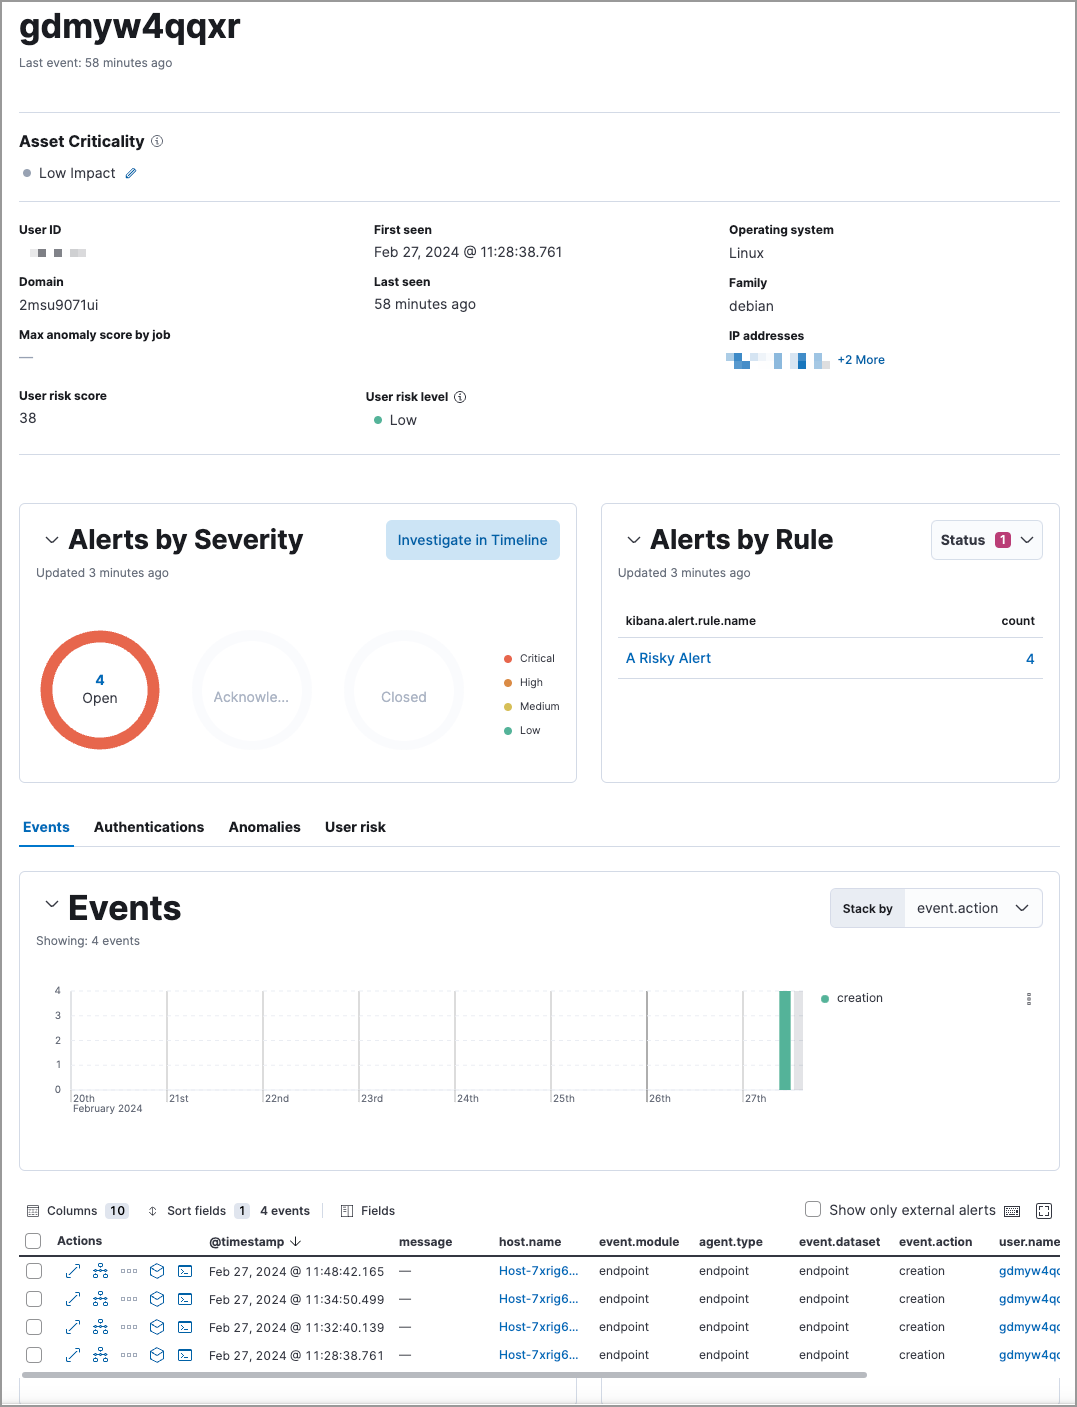 gdmyw4qqxr
Last event: 58 minutes ago
Asset Criticality
Low Impact
User ID
First seen
Feb 27, 2024 @ 11:28:38.761
Operating system
Linux
Domain
2msu9071ui
Last seen
58 minutes ago
Family
debian
Max anomaly score by job
—
IP addresses
+2 More
User risk score
38
User risk level
Low
Alerts by Severity
Investigate in Timeline
Updated 3 minutes ago
4
Open
Acknowle...
Closed
Critical
High
Medium
Low
Alerts by Rule
Status 1
Updated 3 minutes ago
kibana.alert.rule.name count
A Risky Alert 4
Events Authentications Anomalies User risk
Events
Stack by event.action
Showing: 4 events
4
3
2
1
0
20th 21st 22nd 23rd 24th 25th 26th 27th
February 2024
creation
Columns 10 Sort fields 1 4 events Fields Show only external alerts
Actions @timestamp message host.name event.module agent.type event.dataset event.action user.name
Feb 27, 2024 @ 11:48:42.165 — Host-7xrig6... endpoint endpoint endpoint creation gdmyw4qc
Feb 27, 2024 @ 11:34:50.499 — Host-7xrig6... endpoint endpoint endpoint creation gdmyw4qc
Feb 27, 2024 @ 11:32:40.139 — Host-7xrig6... endpoint endpoint endpoint creation gdmyw4qc
Feb 27, 2024 @ 11:28:38.761 — Host-7xrig6... endpoint endpoint endpoint creation gdmyw4qc